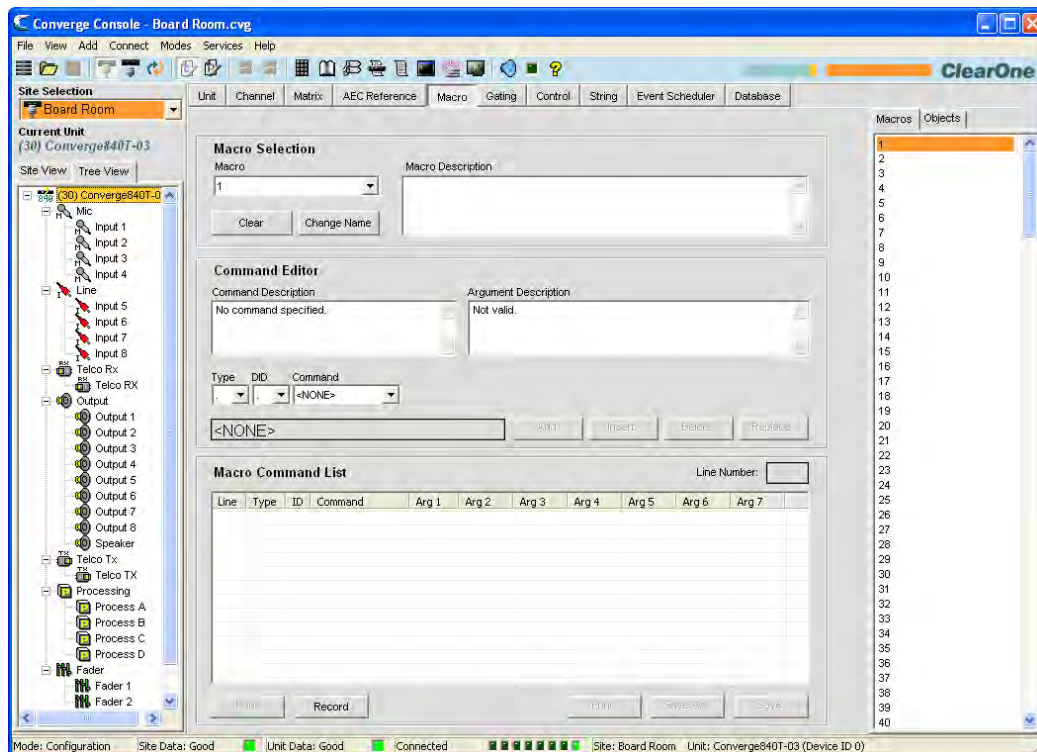 Converge Console - Board Room.cvg
File View Add Connect Modes Services Help
ClearOne
Site Selection
Board Room
Current Unit
(30) Converge840T-03
Site View Tree View
(30) Converge840T-0
Mic
Input 1
Input 2
Input 3
Input 4
Line
Input 5
Input 6
Input 7
Input 8
Telco Rx
Telco RX
Output
Output 1
Output 2
Output 3
Output 4
Output 5
Output 6
Output 7
Output 8
Speaker
Telco Tx
Telco TX
Processing
Process A
Process B
Process C
Process D
Fader
Fader 1
Fader 2
Unit Channel Matrix AEC Reference Macro Gating Control String Event Scheduler Database
Macro Selection
Macro
1
Macro Description
Clear Change Name
Command Editor
Command Description
No command specified.
Argument Description
Not valid.
Type DID Command
<NONE>
<NONE>
Add Insert Delete Replace
Macro Command List
Line Number:
Line Type ID Command Arg 1 Arg 2 Arg 3 Arg 4 Arg 5 Arg 6 Arg 7
Record Print Save
Macros Objects
1
2
3
4
5
6
7
8
9
10
11
12
13
14
15
16
17
18
19
20
21
22
23
24
25
26
27
28
29
30
31
32
33
34
35
36
37
38
39
40
Mode: Configuration Site Data: Good Unit Data: Good Connected Site: Board Room Unit: Converge840T-03 (Device ID 0)